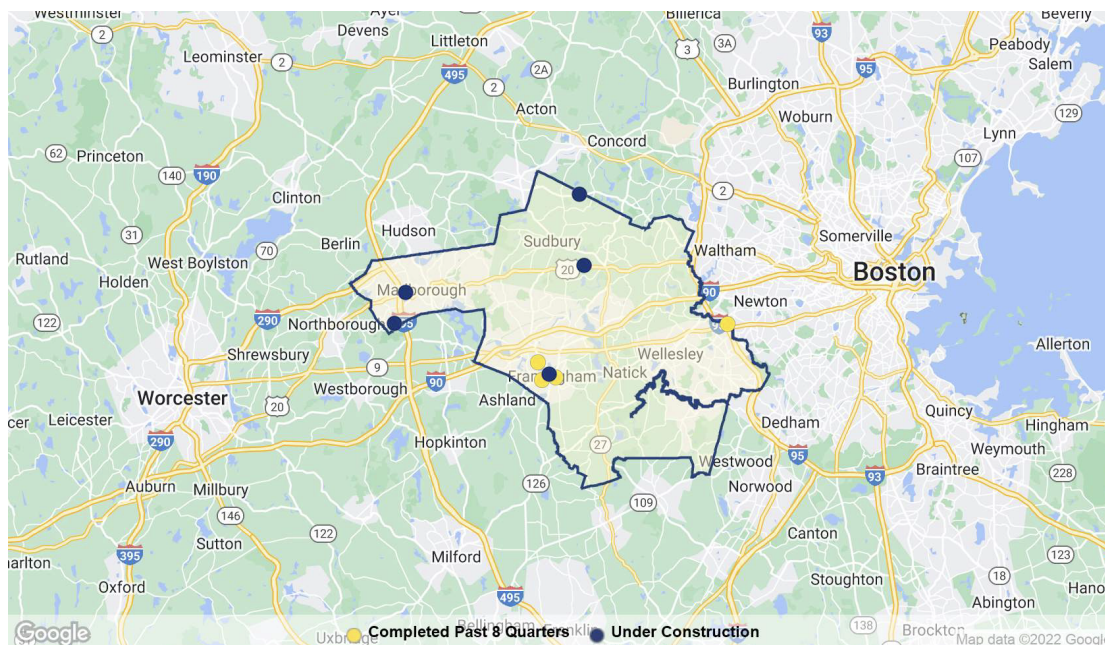 Westminster
Ayer
Billerica
Beverly
2
Devens
Littleton
3A
93
Leominster
3
95
Peabody
2
495
2A
Salem
2
Burlington
Acton
Woburn
129
Lynn
62
Concord
Princeton
107
140
190
Clinton
2
Hudson
31
Berlin
Somerville
Rutland
70
Sudbury
Waltham
West Boylston
20
Boston
Holden
Marlborough
90
Newton
290
Northborough
122
Shrewsbury
Wellesley
Allerton
9
Natick
Westborough
90
Framingham
Worcester
20
Ashland
Quincy
Leicester
Dedham
Hingham
290
Hopkinton
27
Weymouth
Westwood
95
228
Auburn
126
Braintree
Millbury
Norwood
93
109
146
Canton
122
395
Sutton
Milford
123
Stoughton
18
Oxford
495
Abington
Bellingham
Franklin
Brockton
138
Google
Completed Past 8 Quarters
Under Construction
Map data ©2022 Google